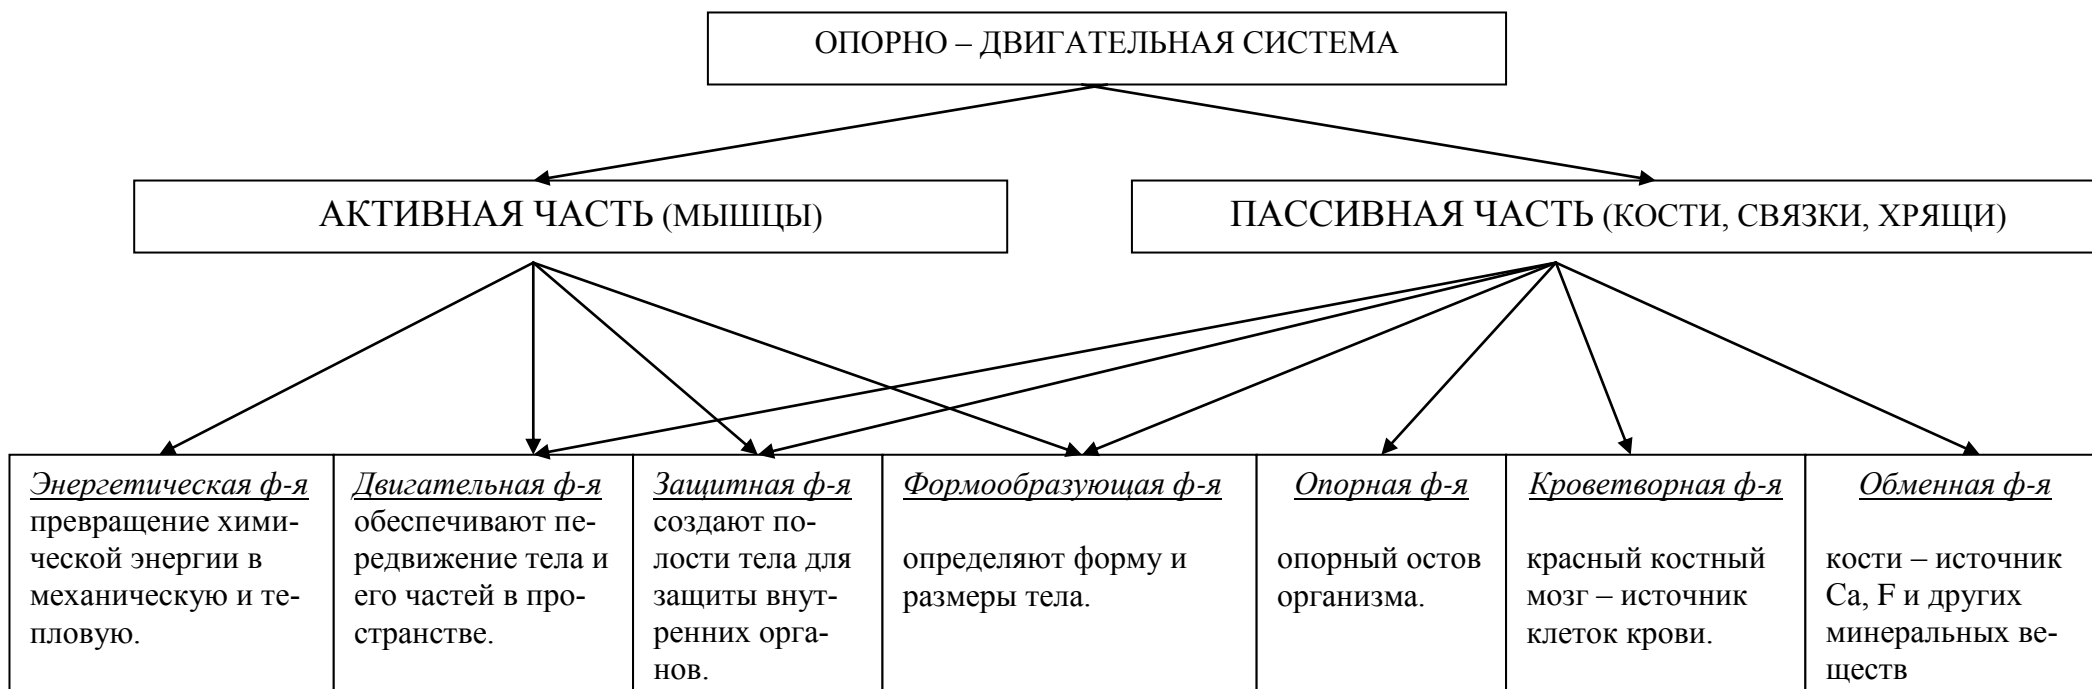 ОПОРНО – ДВИГАТЕЛЬНАЯ СИСТЕМА
АКТИВНАЯ ЧАСТЬ (МЫШЦЫ)
ПАССИВНАЯ ЧАСТЬ (КОСТИ, СВЯЗКИ, ХРЯЩИ)
Энергетическая ф-я
превращение хими-
ческой энергии в
механическую и те-
пловую.
Двигательная ф-я
обеспечивают пе-
редвижение тела и
его частей в про-
странстве.
Защитная ф-я
создают по-
лости тела для
защиты внут-
ренних орга-
нов.
Формообразующая ф-я
определяют форму и
размеры тела.
Опорная ф-я
опорный остов
организма.
Кроветворная ф-я
красный костный
мозг – источник
клеток крови.
Обменная ф-я
кости – источник
Ca, F и других
минеральных ве-
ществ